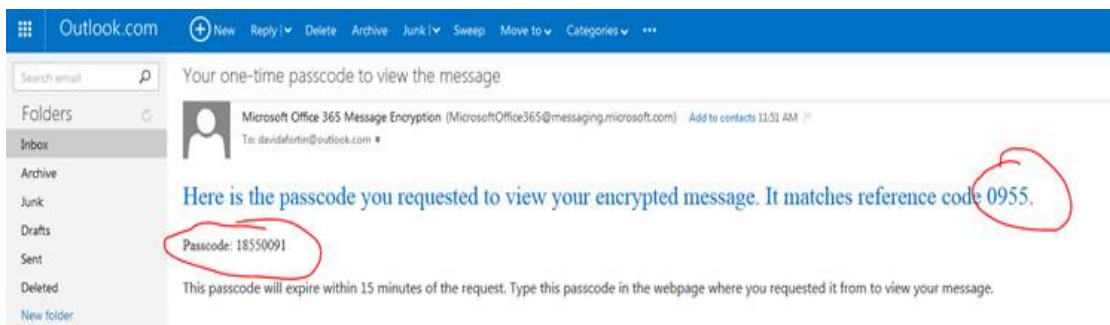 Outlook.com New Reply Delete Archive Junk Sweep Move to Categories •••
Search email
Folders
Inbox
Archive
Junk
Drafts
Sent
Deleted
New folder
Your one-time passcode to view the message
Microsoft Office 365 Message Encryption (MicrosoftOffice365@messaging.microsoft.com) Add to contacts 11:51 AM
To: davidafortin@outlook.com
Here is the passcode you requested to view your encrypted message. It matches reference code 0955.
Passcode: 18550091
This passcode will expire within 15 minutes of the request. Type this passcode in the webpage where you requested it from to view your message.